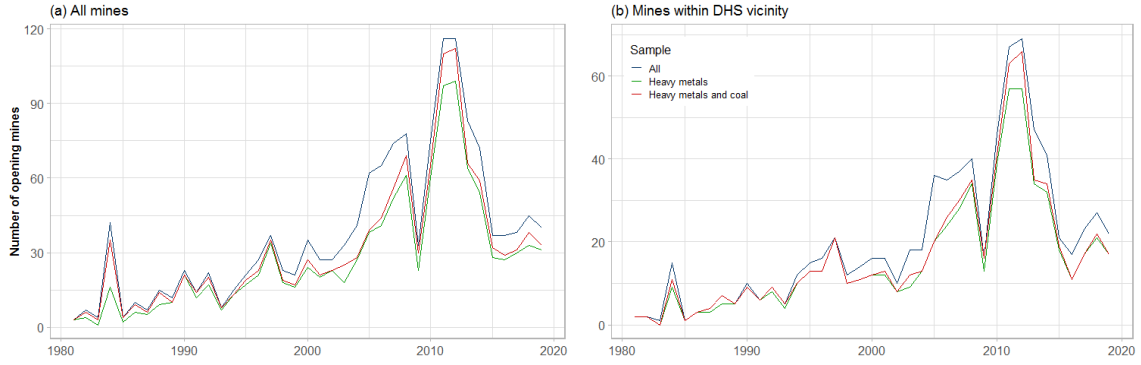 (a) All mines
Number of opening mines
120
90
60
30
0
1980
1990
2000
2010
2020
(b) Mines within DHS vicinity
Sample
All
Heavy metals
Heavy metals and coal
60
40
20
0
1980
1990
2000
2010
2020